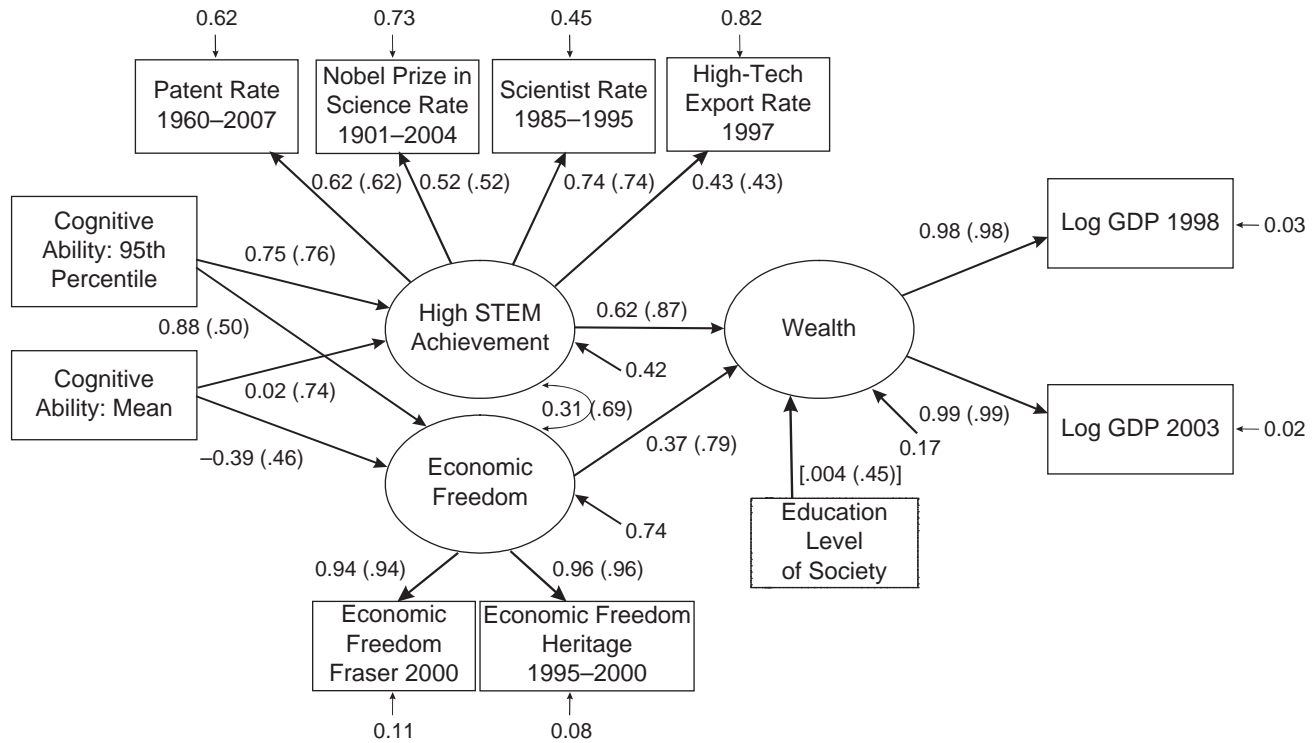 0.62
0.73
0.45
0.82
Patent Rate
1960–2007
Nobel Prize in
Science Rate
1901–2004
Scientist Rate
1985–1995
High-Tech
Export Rate
1997
0.62 (.62)
0.52 (.52)
0.74 (.74)
0.43 (.43)
Cognitive
Ability: 95th
Percentile
0.75 (.76)
0.88 (.50)
Cognitive
Ability: Mean
0.02 (.74)
–0.39 (.46)
High STEM
Achievement
0.62 (.87)
0.42
0.31 (.69)
Economic
Freedom
0.37 (.79)
0.74
Wealth
0.98 (.98)
Log GDP 1998
0.03
0.99 (.99)
Log GDP 2003
0.02
0.17
[.004 (.45)]
Education
Level
of Society
0.94 (.94)
0.96 (.96)
Economic
Freedom
Fraser 2000
Economic Freedom
Heritage
1995–2000
0.11
0.08